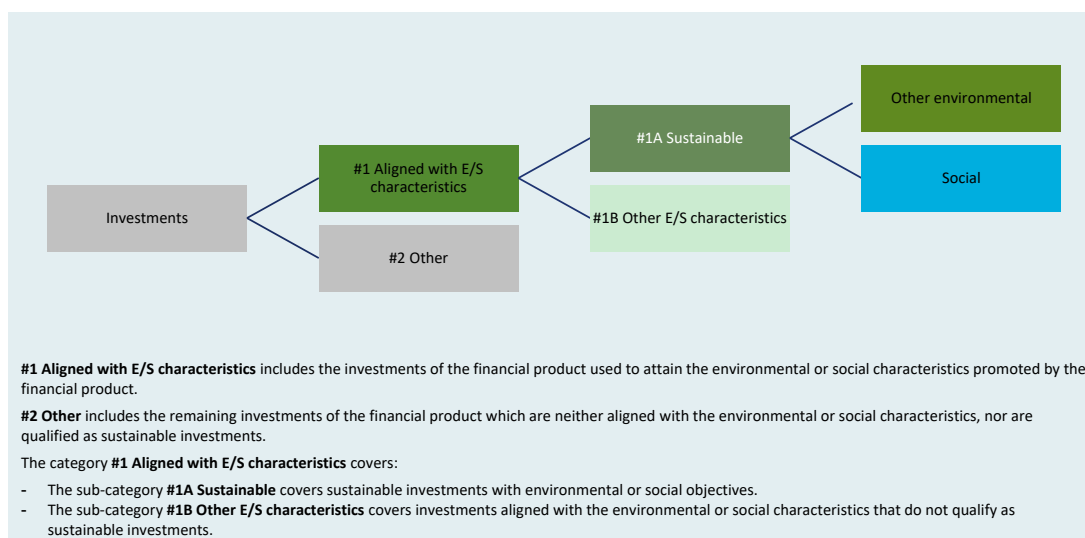 Other environmental
#1A Sustainable
#1 Aligned with E/S
characteristics
Social
Investments
#1B Other E/S characteristics
#2 Other
#1 Aligned with E/S characteristics includes the investments of the financial product used to attain the environmental or social characteristics promoted by the
financial product.
#2 Other includes the remaining investments of the financial product which are neither aligned with the environmental or social characteristics, nor are
qualified as sustainable investments.
The category #1 Aligned with E/S characteristics covers:
- The sub-category #1A Sustainable covers sustainable investments with environmental or social objectives.
- The sub-category #1B Other E/S characteristics covers investments aligned with the environmental or social characteristics that do not qualify as
sustainable investments.